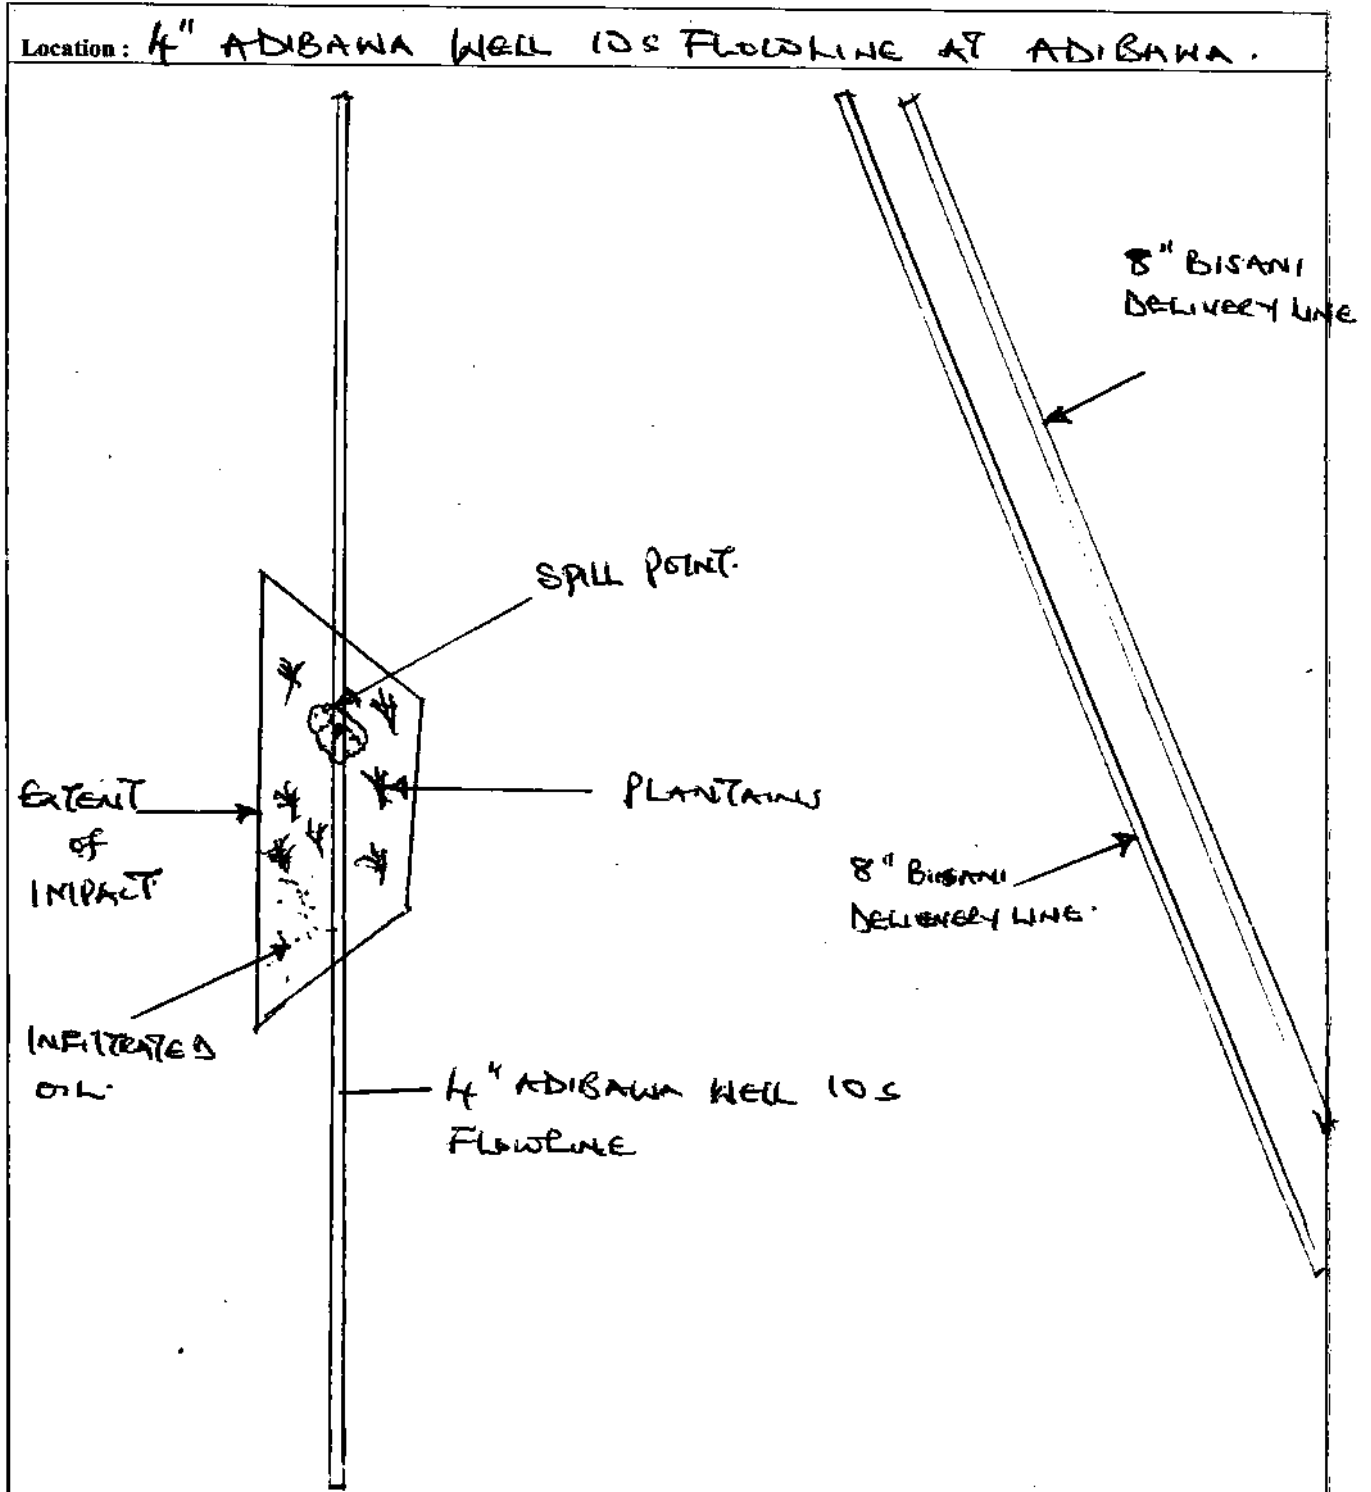 Location : 4" ADIBAWA WELL 10S FLOWLINE AT ADIBAWA.
8" BISANI
DELIVERY LINE
SPILL POINT.
EXTENT
of
IMPACT
PLANTAINS
8" BISANI
DELIVERY LINE.
INFILTRATED
OIL.
4" ADIBAWA WELL 10S
FLOWLINE